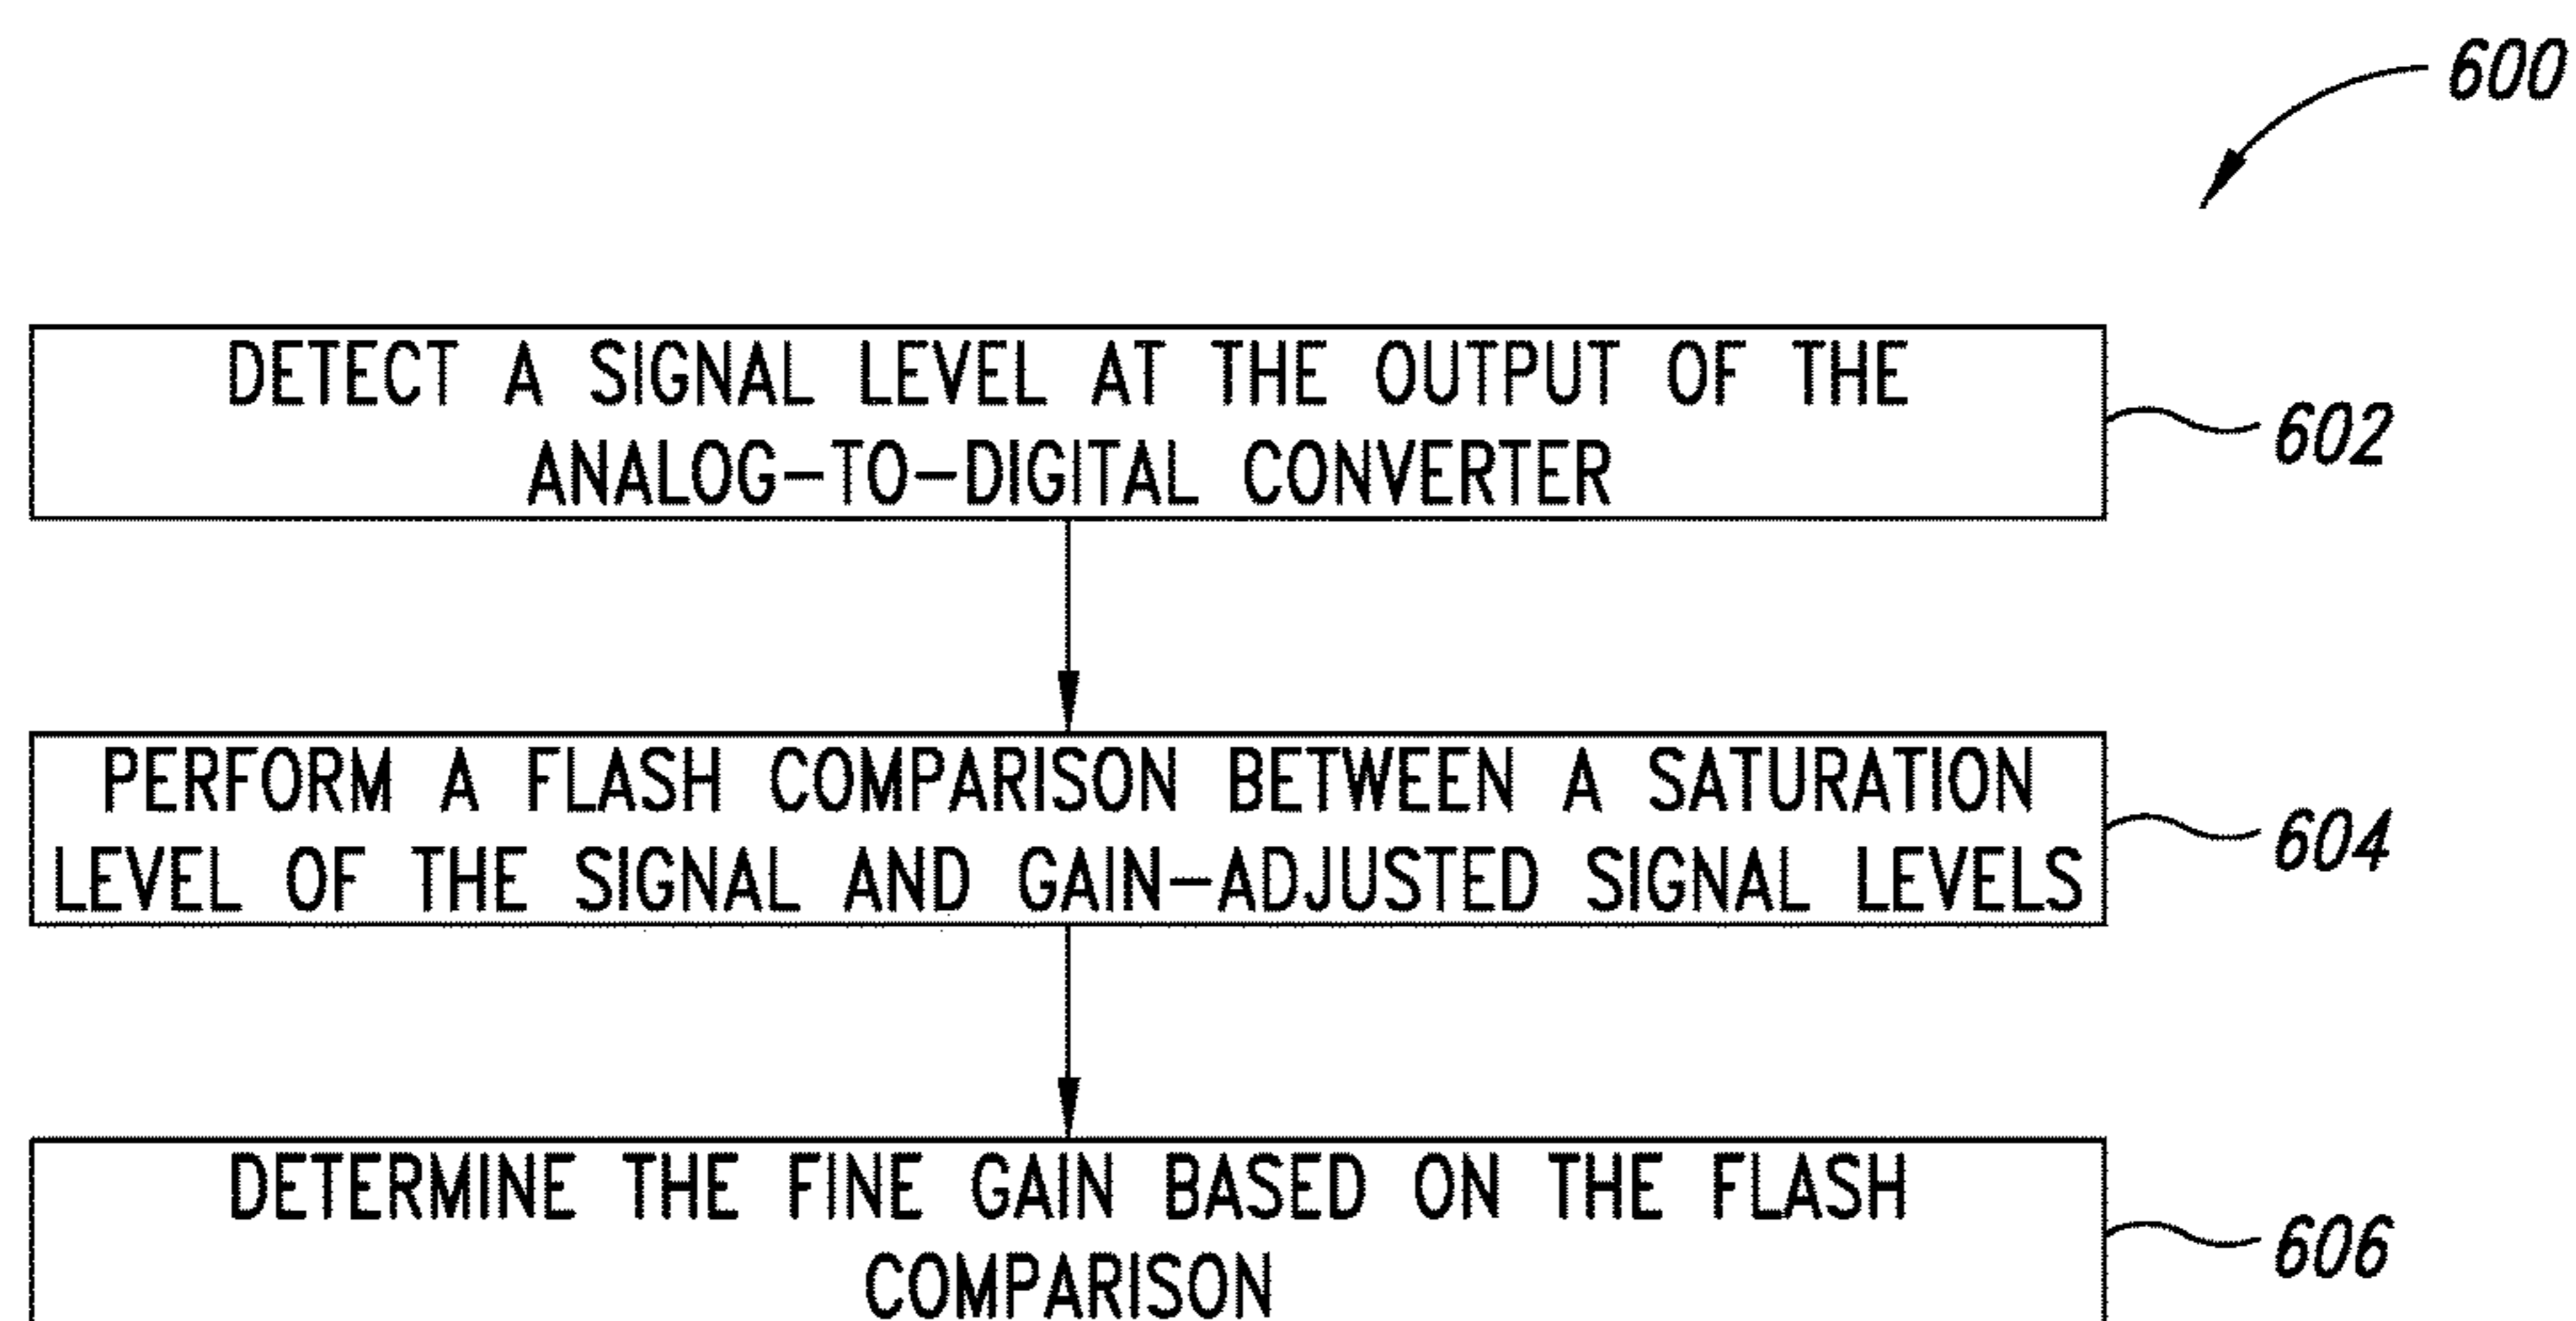 600
DETECT A SIGNAL LEVEL AT THE OUTPUT OF THE
ANALOG-TO-DIGITAL CONVERTER
602
PERFORM A FLASH COMPARISON BETWEEN A SATURATION
LEVEL OF THE SIGNAL AND GAIN-ADJUSTED SIGNAL LEVELS
604
DETERMINE THE FINE GAIN BASED ON THE FLASH
COMPARISON
606